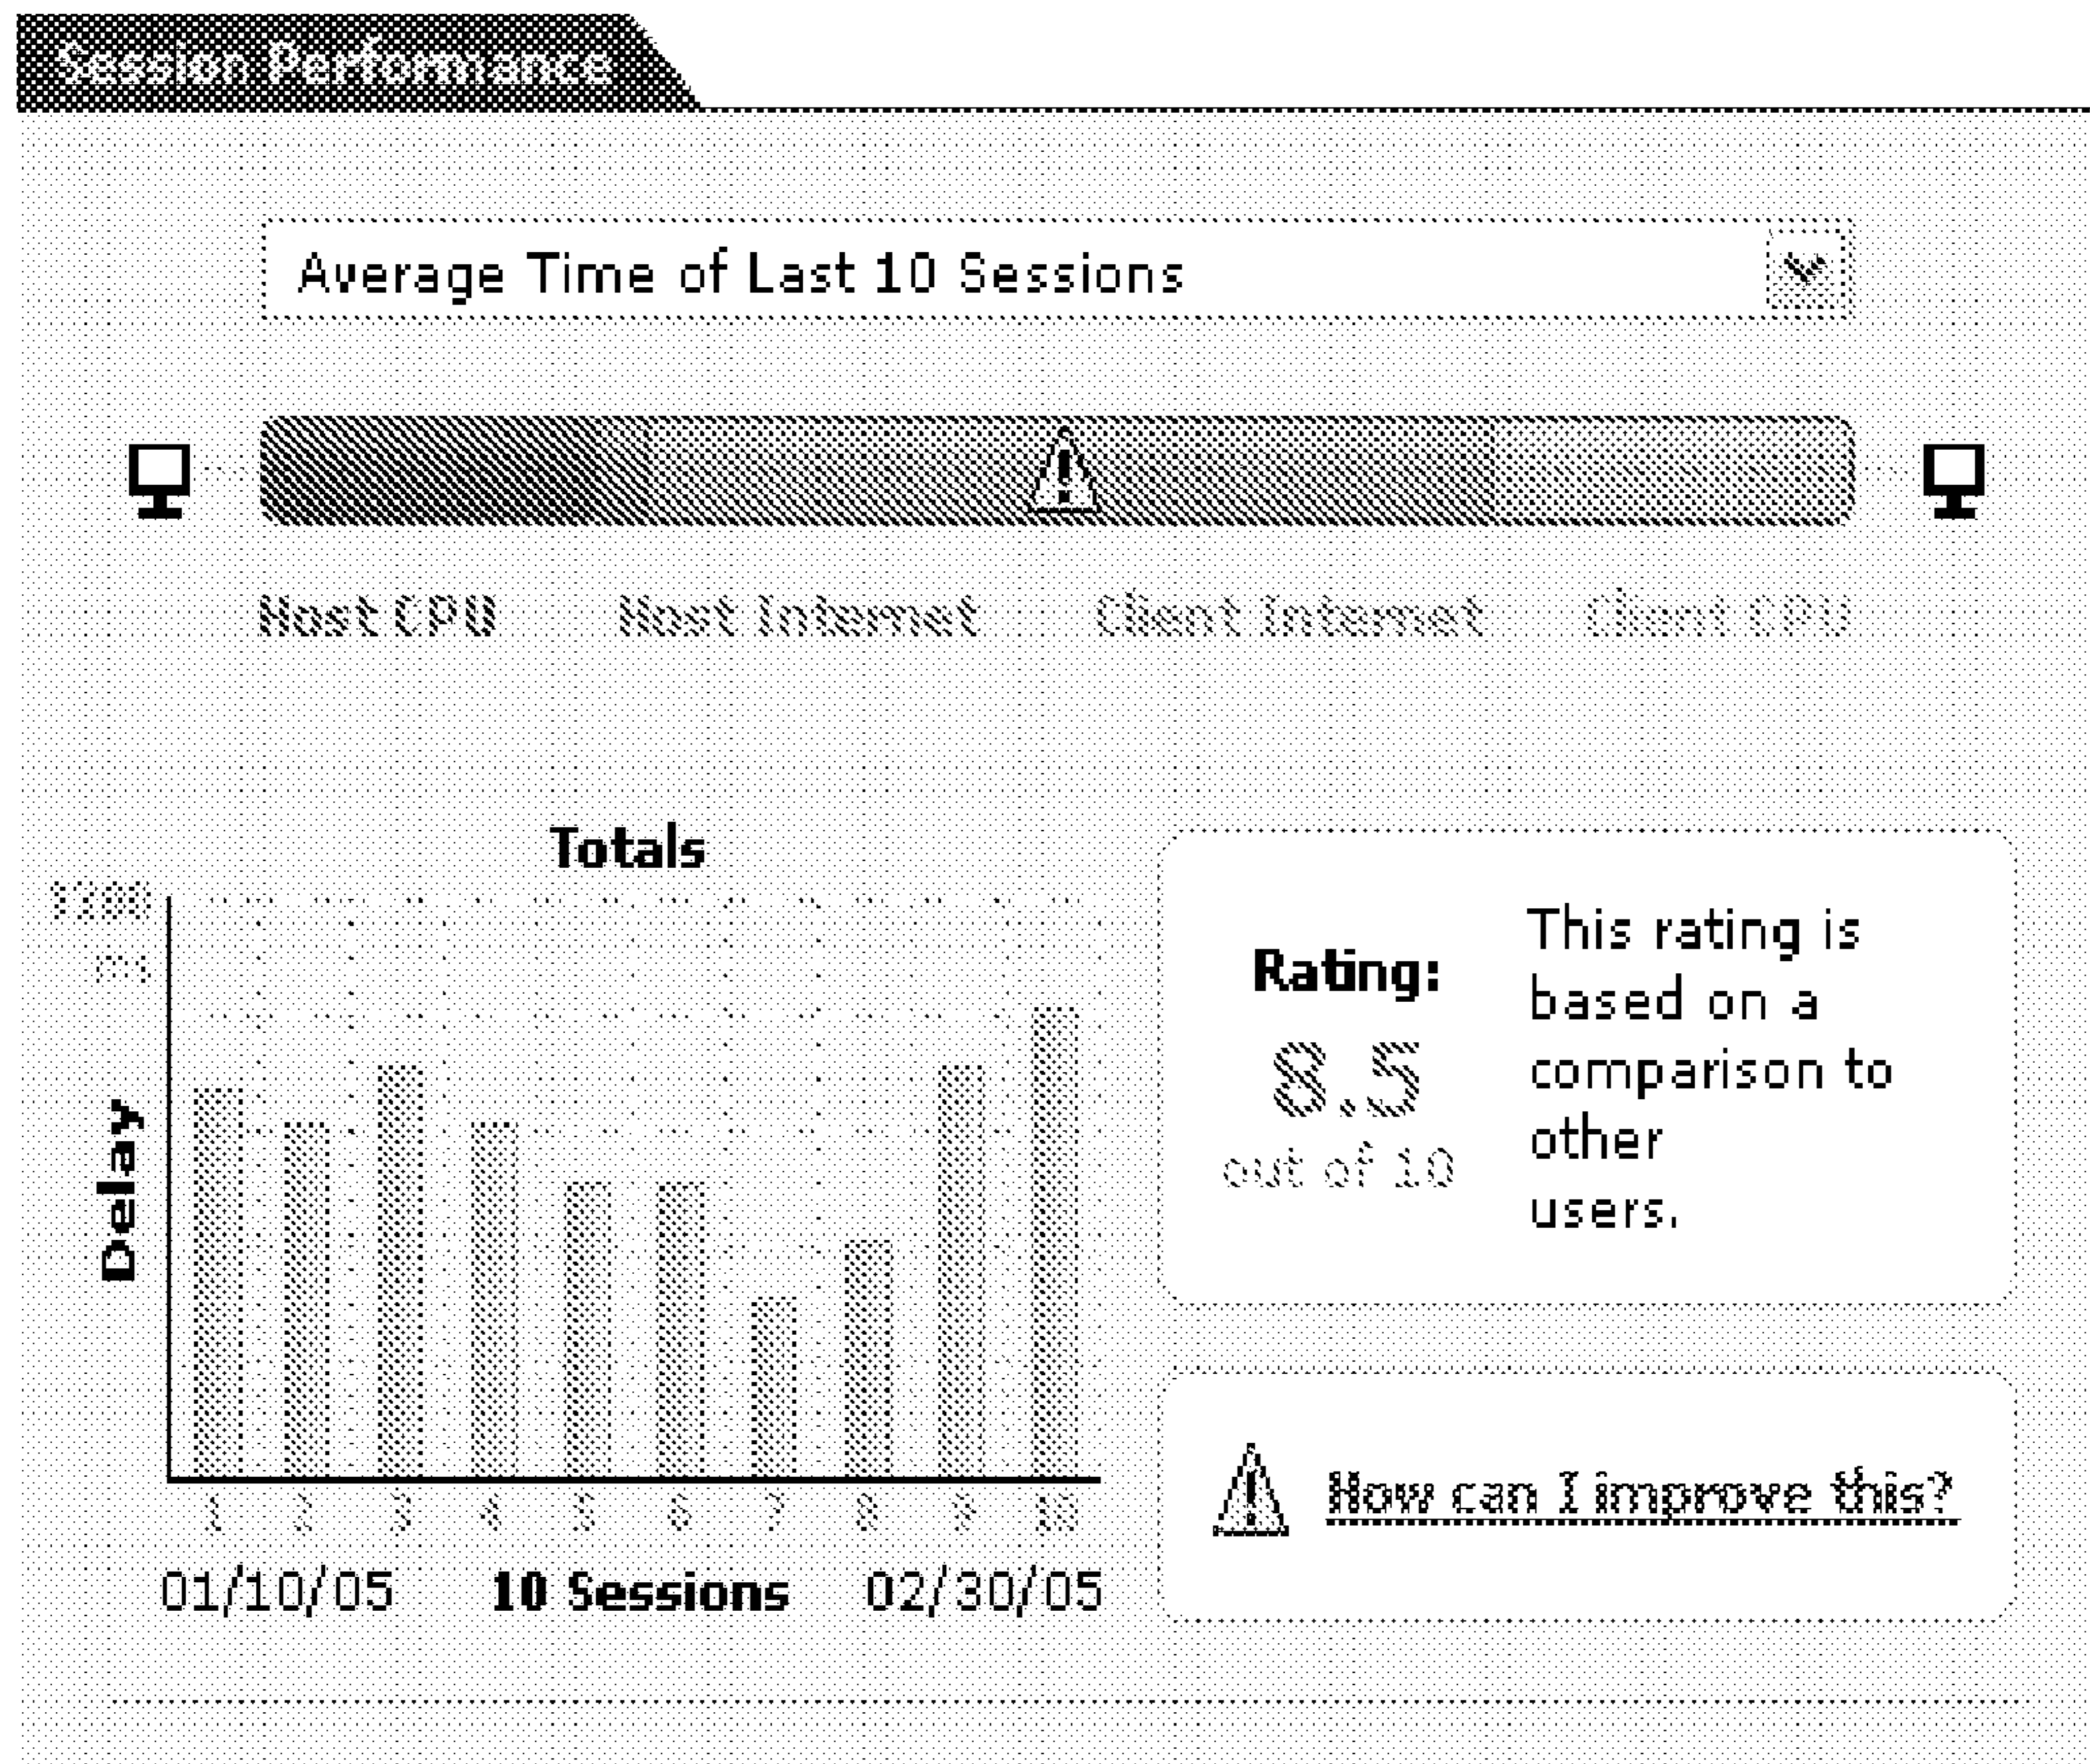 Session Performance
Average Time of Last 10 Sessions
Host CPU Host Internet Client Internet Client CPU
Totals
1200
ms
Delay
1 2 3 4 5 6 7 8 9 10
01/10/05 10 Sessions 02/30/05
Rating:
8.5
out of 10
This rating is
based on a
comparison to
other
users.
How can I improve this?